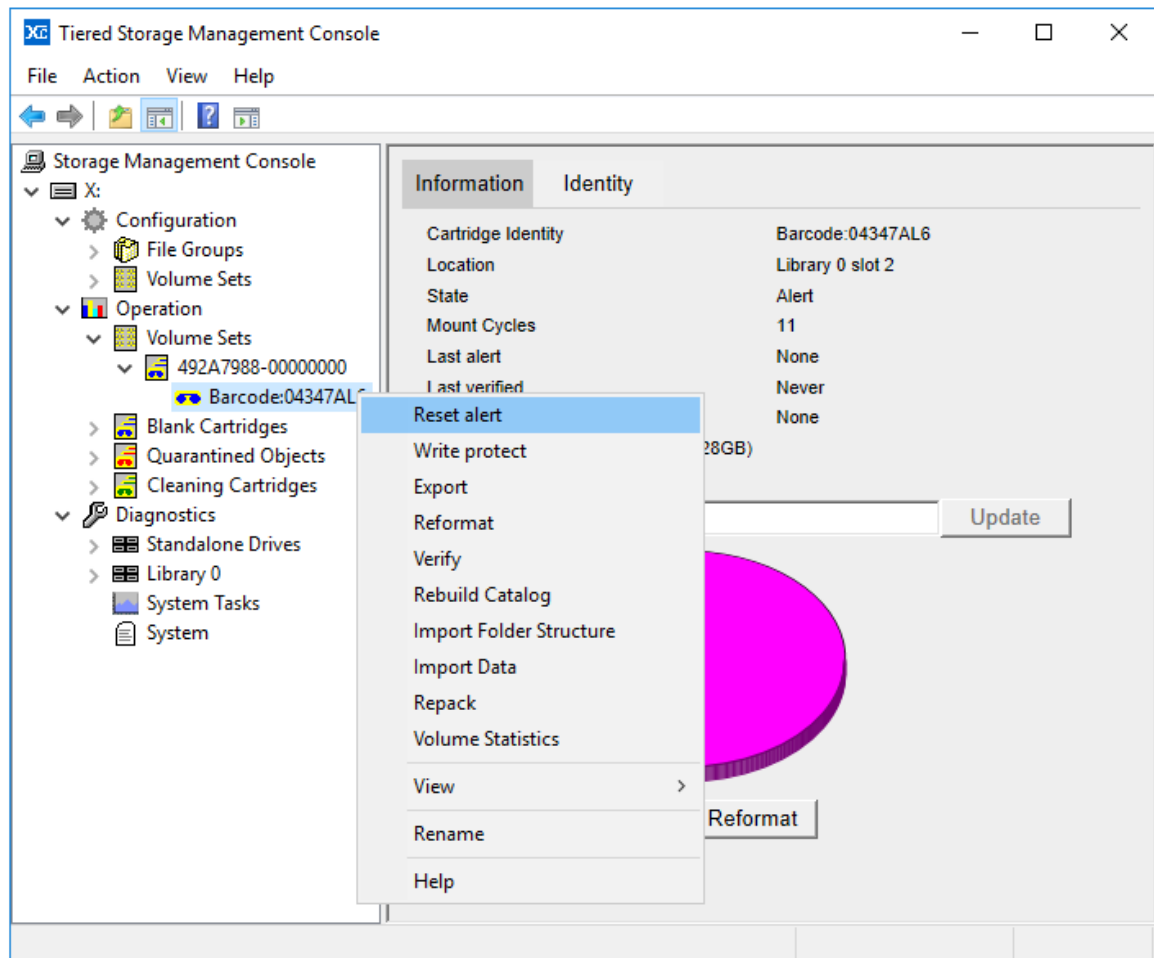 Tiered Storage Management Console
File Action View Help
Storage Management Console
X:
Configuration
File Groups
Volume Sets
Operation
Volume Sets
492A7988-00000000
Barcode:04347AL6
Blank Cartridges
Quarantined Objects
Cleaning Cartridges
Diagnostics
Standalone Drives
Library 0
System Tasks
System
Information Identity
Cartridge Identity Barcode:04347AL6
Location Library 0 slot 2
State Alert
Mount Cycles 11
Last alert None
Last verified Never
None
28GB)
Update
Reformat
Reset alert
Write protect
Export
Reformat
Verify
Rebuild Catalog
Import Folder Structure
Import Data
Repack
Volume Statistics
View
Rename
Help